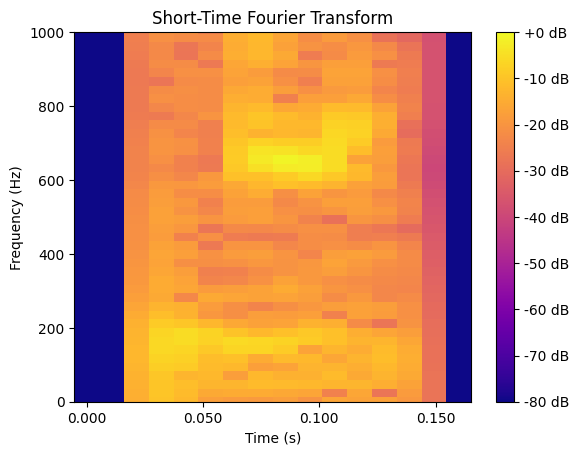 Short-Time Fourier Transform
Frequency (Hz)
1000
800
600
400
200
0
0.000
0.050
0.100
0.150
Time (s)
+0 dB
-10 dB
-20 dB
-30 dB
-40 dB
-50 dB
-60 dB
-70 dB
-80 dB